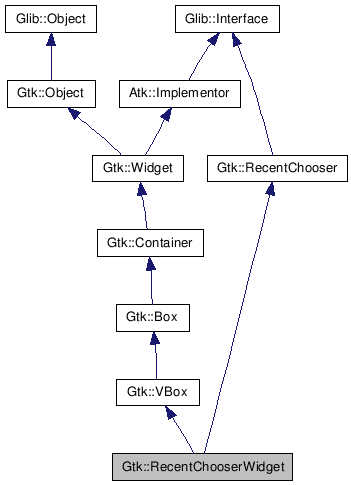 Glib::Object
Glib::Interface
Gtk::Object
Atk::Implementor
Gtk::Widget
Gtk::RecentChooser
Gtk::Container
Gtk::Box
Gtk::VBox
Gtk::RecentChooserWidget